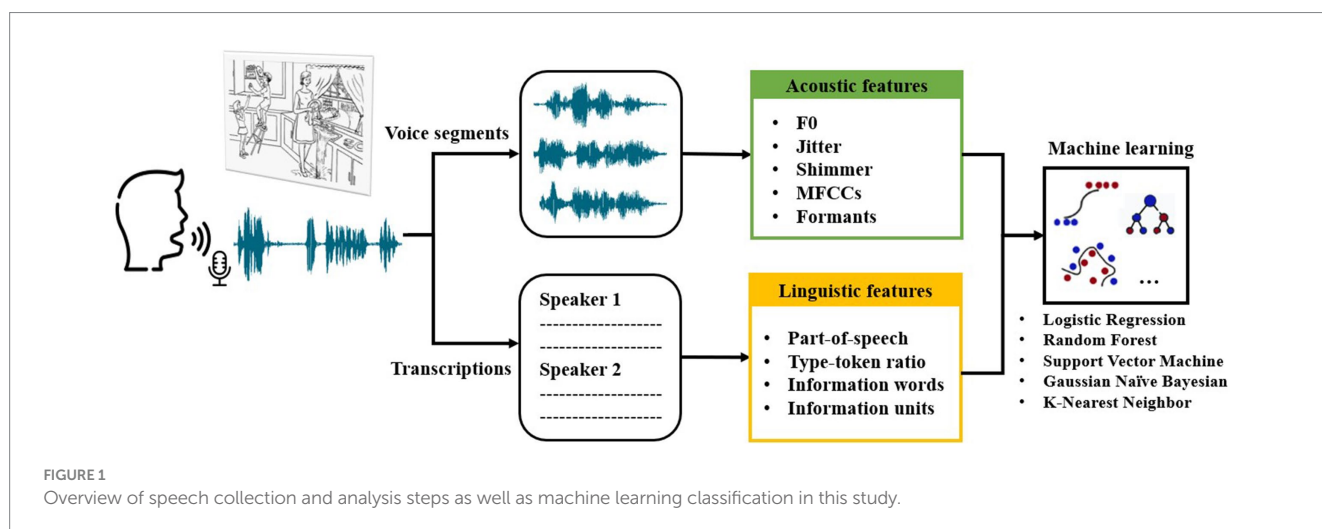 Voice segments
Acoustic features
• F0
• Jitter
• Shimmer
• MFCCs
• Formants
Machine learning
...
• Logistic Regression
• Random Forest
• Support Vector Machine
• Gaussian Naïve Bayesian
• K-Nearest Neighbor
Transcriptions
Speaker 1
Speaker 2
Linguistic features
• Part-of-speech
• Type-token ratio
• Information words
• Information units
FIGURE 1
Overview of speech collection and analysis steps as well as machine learning classification in this study.